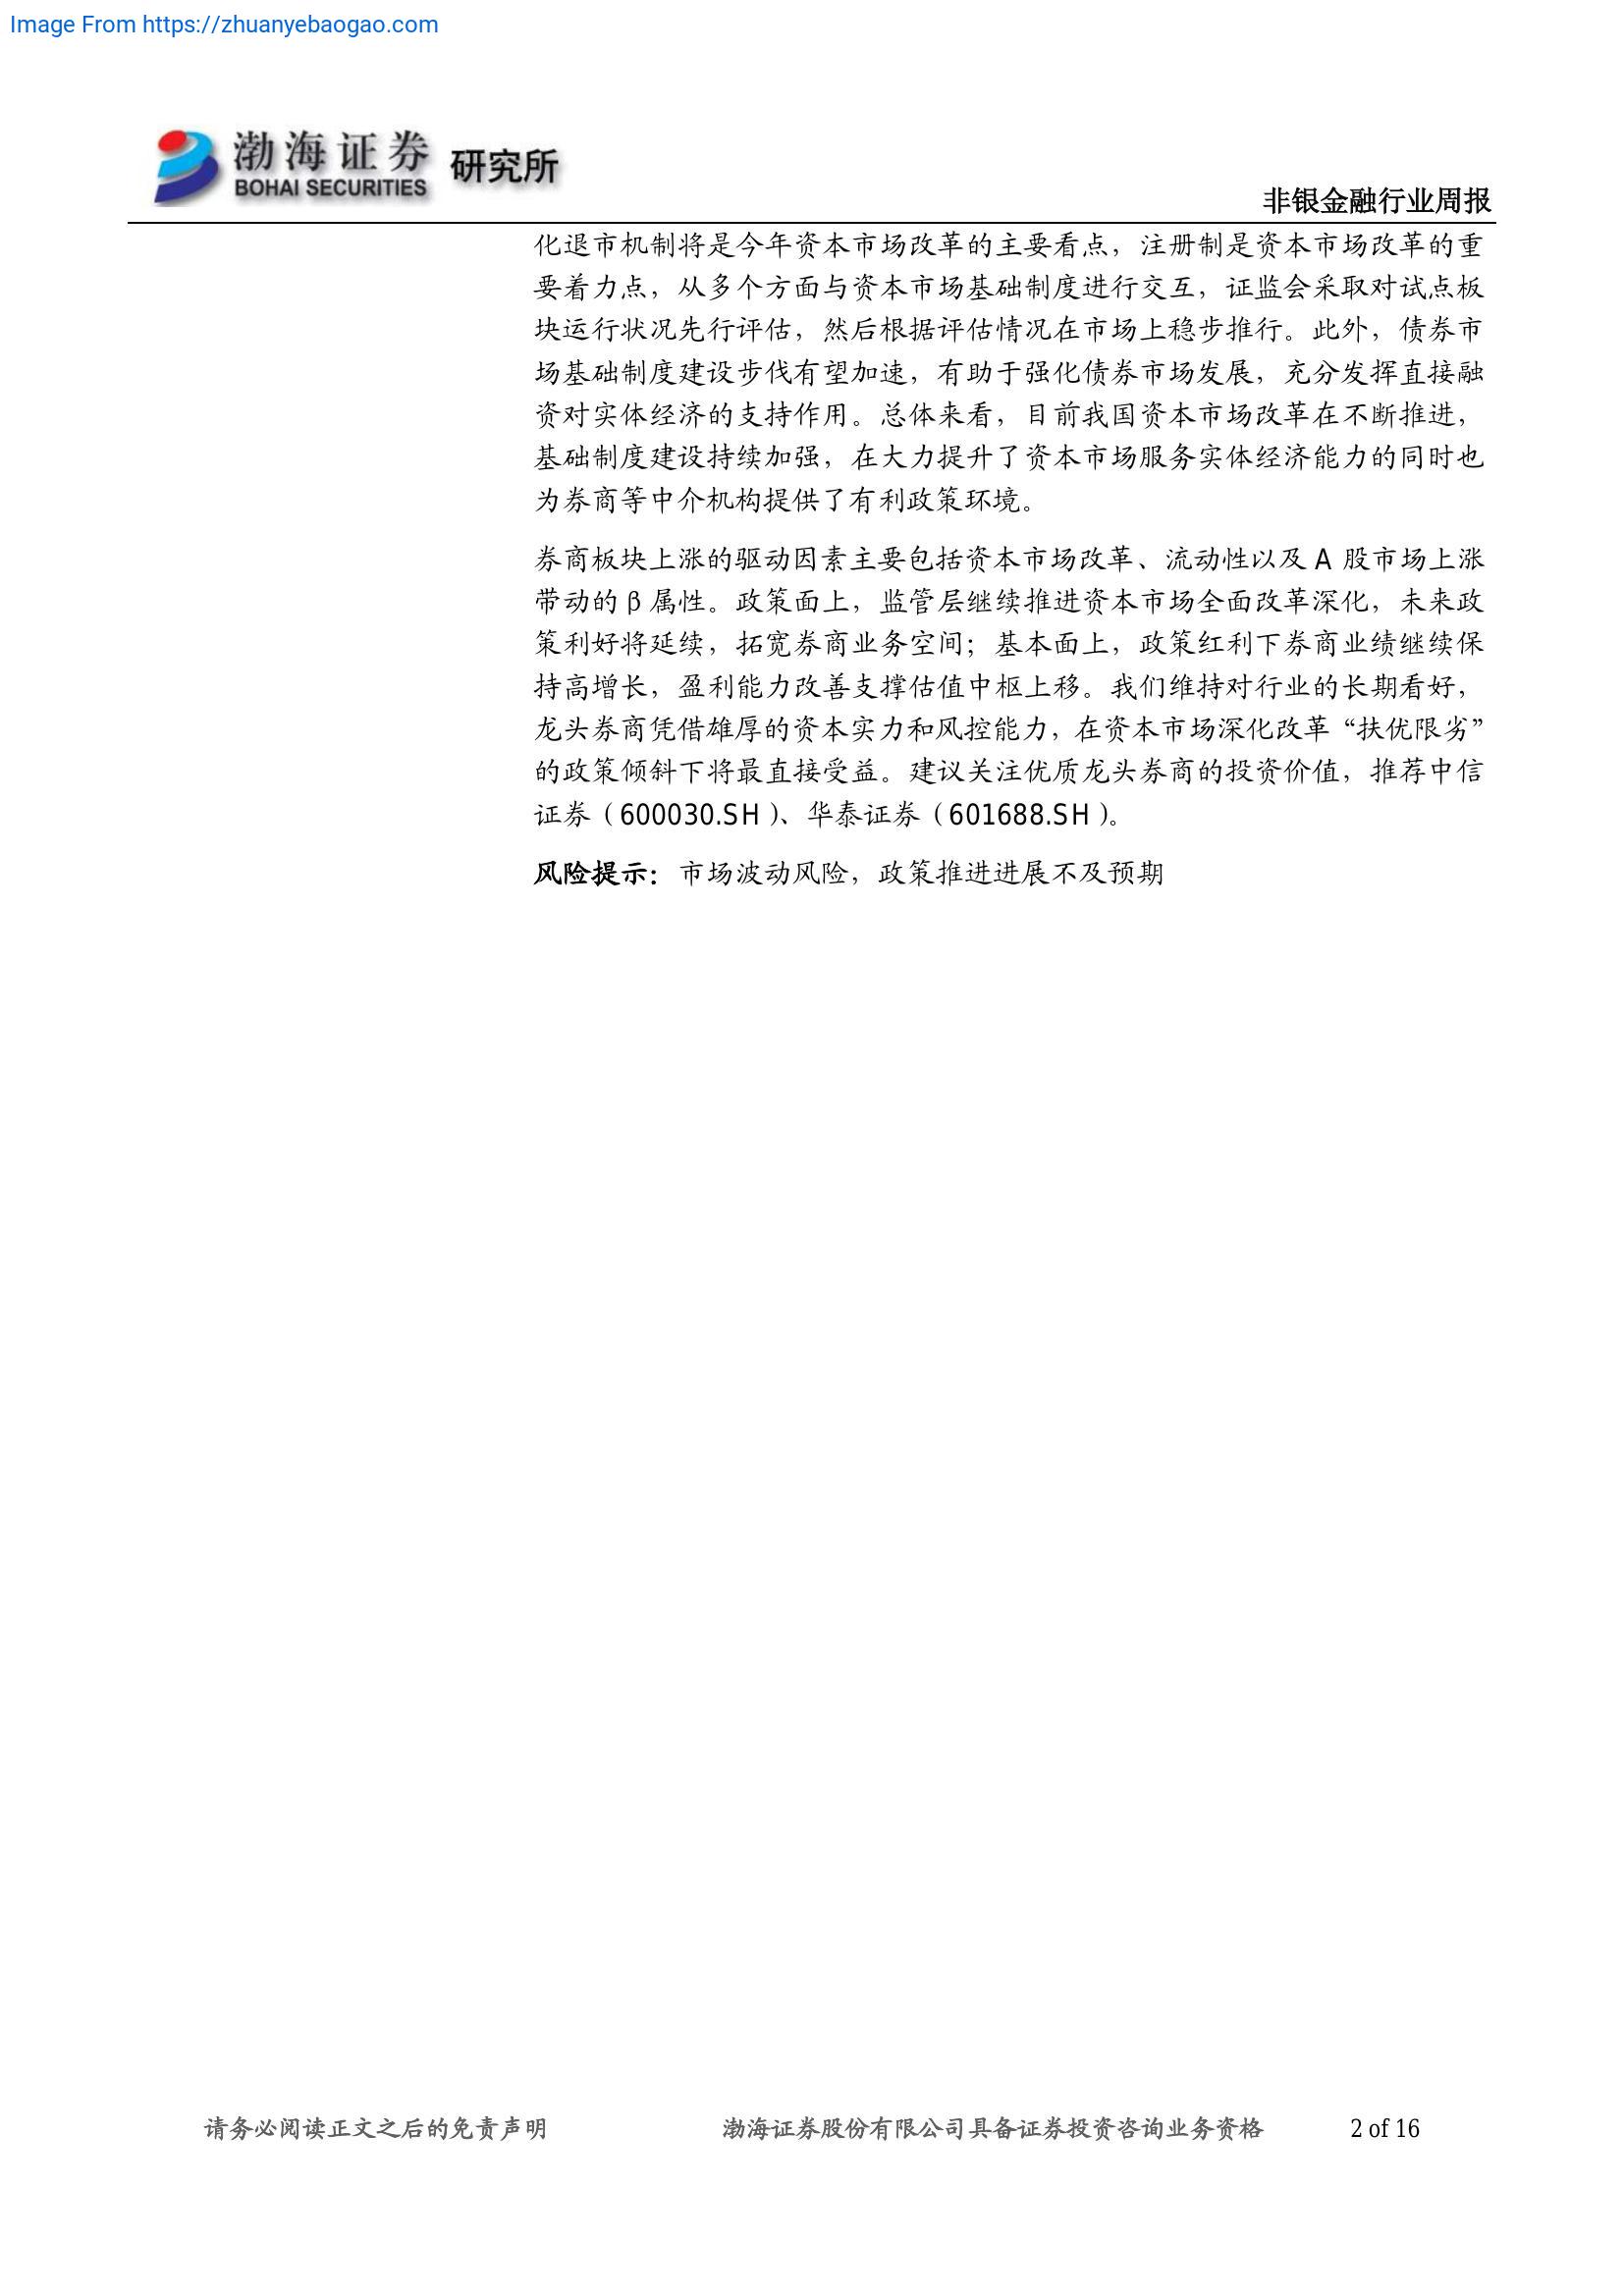 Image From https://zhuanyebaogao.com
渤海证券 研究所
BOHAI SECURITIES
非银金融行业周报
化退市机制将是今年资本市场改革的主要看点，注册制是资本市场改革的重
要着力点，从多个方面与资本市场基础制度进行交互，证监会采取对试点板
块运行状况先行评估，然后根据评估情况在市场上稳步推行。此外，债券市
场基础制度建设步伐有望加速，有助于强化债券市场发展，充分发挥直接融
资对实体经济的支持作用。总体来看，目前我国资本市场改革在不断推进，
基础制度建设持续加强，在大力提升了资本市场服务实体经济能力的同时也
为券商等中介机构提供了有利政策环境。
券商板块上涨的驱动因素主要包括资本市场改革、流动性以及 A 股市场上涨
带动的 β 属性。政策面上，监管层继续推进资本市场全面改革深化，未来政
策利好将延续，拓宽券商业务空间；基本面上，政策红利下券商业绩继续保
持高增长，盈利能力改善支撑估值中枢上移。我们维持对行业的长期看好，
龙头券商凭借雄厚的资本实力和风控能力，在资本市场深化改革“扶优限劣”
的政策倾斜下将最直接受益。建议关注优质龙头券商的投资价值，推荐中信
证券（600030.SH）、华泰证券（601688.SH）。
风险提示：市场波动风险，政策推进进展不及预期
请务必阅读正文之后的免责声明 渤海证券股份有限公司具备证券投资咨询业务资格 2 of 16